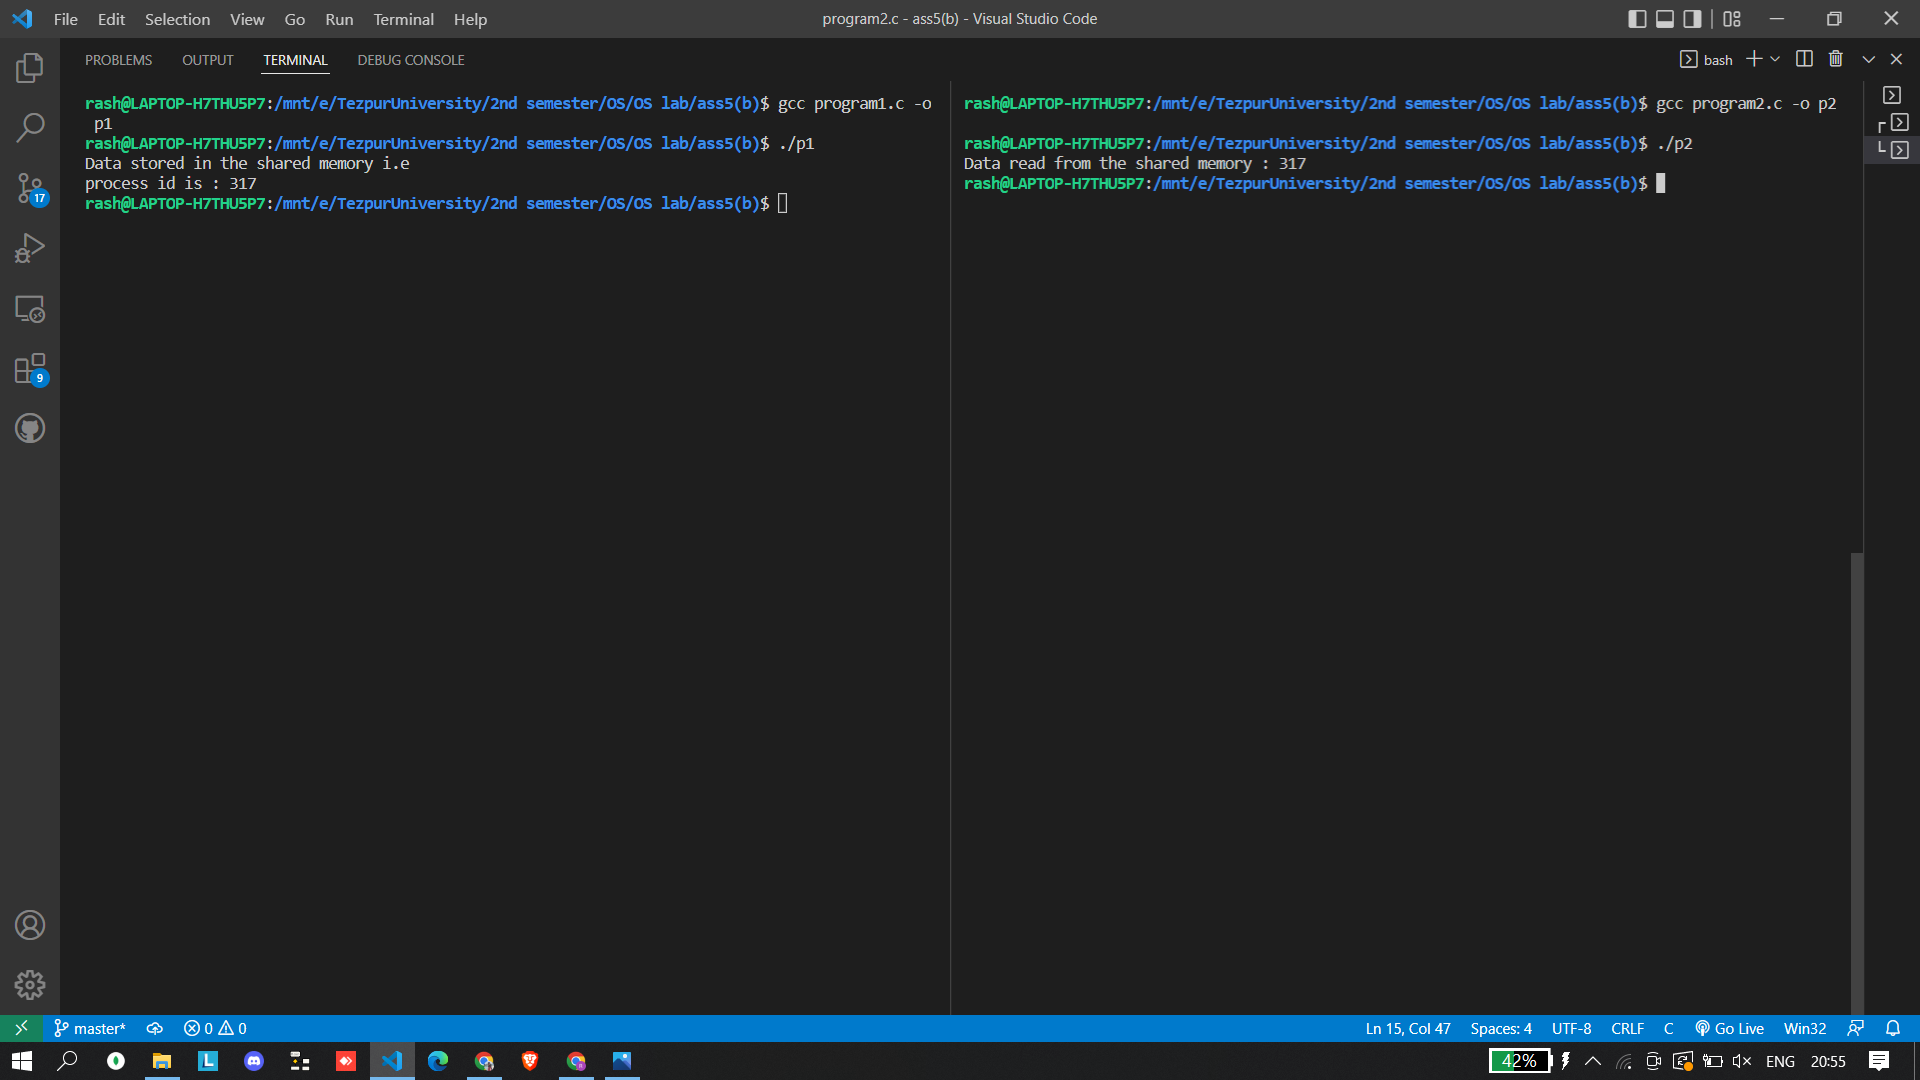 File Edit Selection View Go Run Terminal Help
program2.c - ass5(b) - Visual Studio Code
PROBLEMS OUTPUT TERMINAL DEBUG CONSOLE
bash
rash@LAPTOP-H7THU5P7:/mnt/e/TezpurUniversity/2nd semester/OS/OS lab/ass5(b)$ gcc program1.c -o
p1
rash@LAPTOP-H7THU5P7:/mnt/e/TezpurUniversity/2nd semester/OS/OS lab/ass5(b)$ ./p1
Data stored in the shared memory i.e
process id is : 317
rash@LAPTOP-H7THU5P7:/mnt/e/TezpurUniversity/2nd semester/OS/OS lab/ass5(b)$
rash@LAPTOP-H7THU5P7:/mnt/e/TezpurUniversity/2nd semester/OS/OS lab/ass5(b)$ gcc program2.c -o p2
rash@LAPTOP-H7THU5P7:/mnt/e/TezpurUniversity/2nd semester/OS/OS lab/ass5(b)$ ./p2
Data read from the shared memory : 317
rash@LAPTOP-H7THU5P7:/mnt/e/TezpurUniversity/2nd semester/OS/OS lab/ass5(b)$
17
9
master* 0 0
Ln 15, Col 47 Spaces: 4 UTF-8 CRLF C Go Live Win32
L
42% ENG 20:55